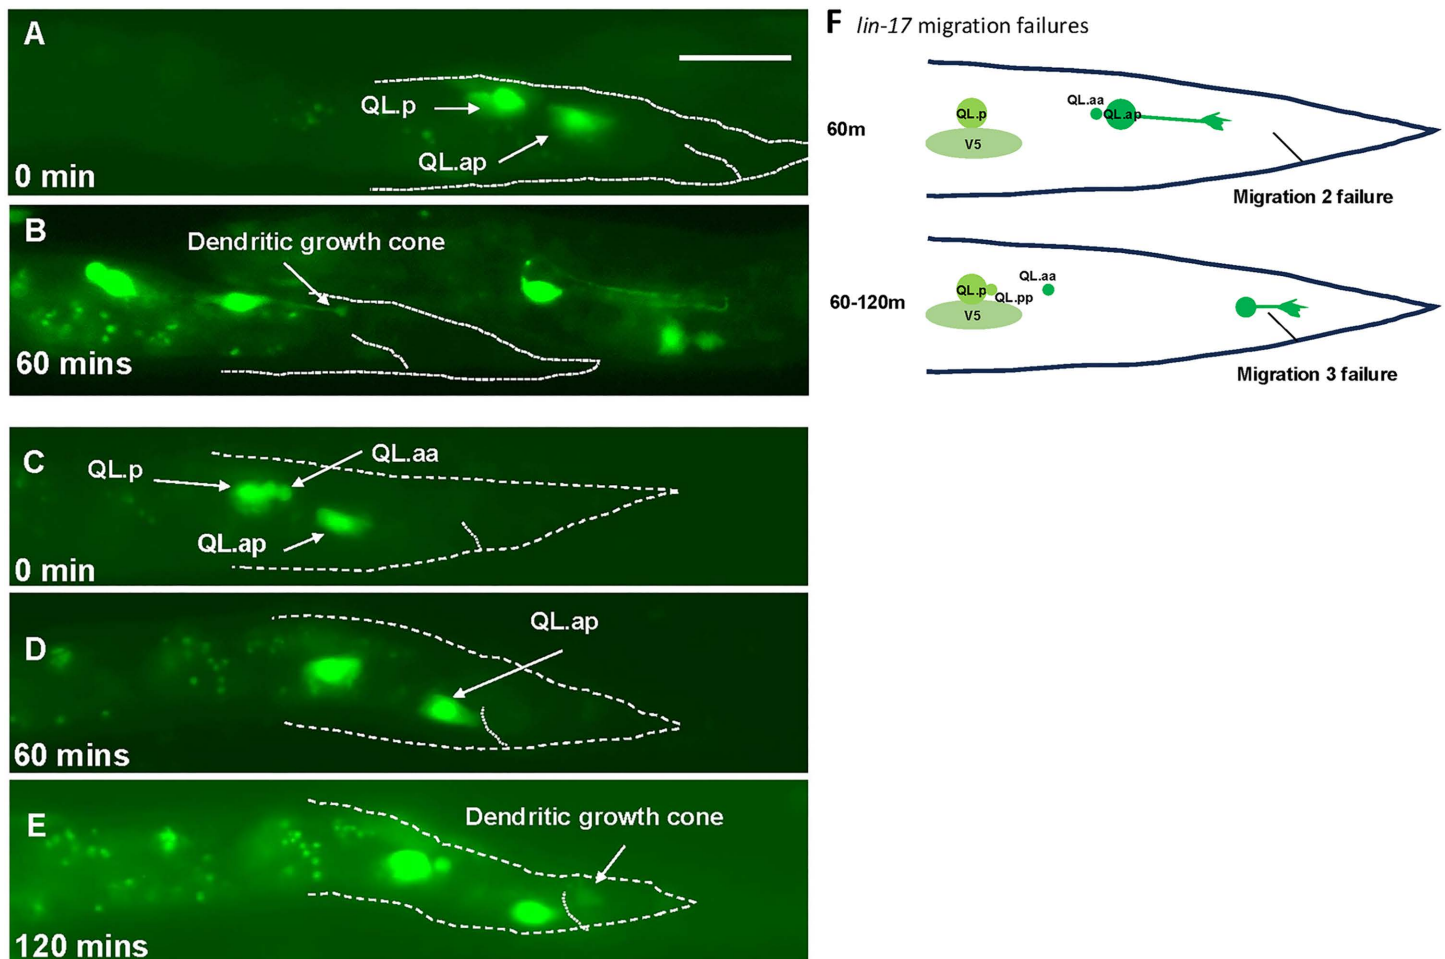 A
QL.p
QL.ap
0 min
B
Dendritic growth cone
60 mins
C
QL.p
QL.aa
QL.ap
0 min
D
QL.ap
60 mins
E
Dendritic growth cone
120 mins
F lin-17 migration failures
60m
QL.p
V5
QL.aa
QL.ap
Migration 2 failure
60-120m
QL.p
QL.pp
V5
QL.aa
Migration 3 failure